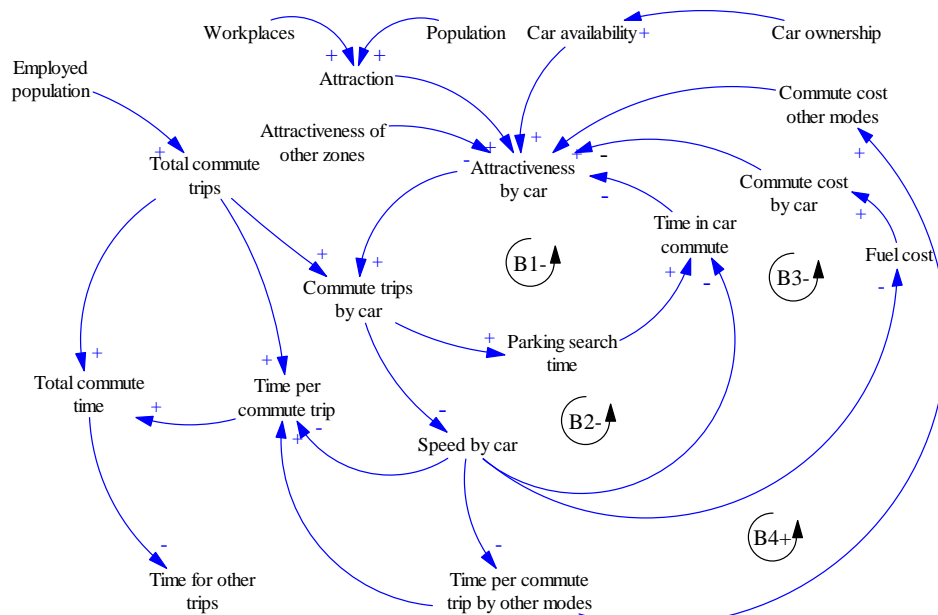 Workplaces
Population
Car availability
+
Car ownership
+
+
Employed
population
Attraction
Commute cost
other modes
Attractiveness of
other zones
+
+
+
-
+
-
+
Total commute
trips
Attractiveness
by car
-
Commute cost
by car
+
Time in car
commute
B1-
+
+
Fuel cost
B3-
Commute trips
by car
+
-
-
+
Parking search
time
+
Total commute
time
+
Time per
commute trip
+
-
B2-
+
-
Speed by car
B4+
-
-
Time for other
trips
Time per commute
trip by other modes